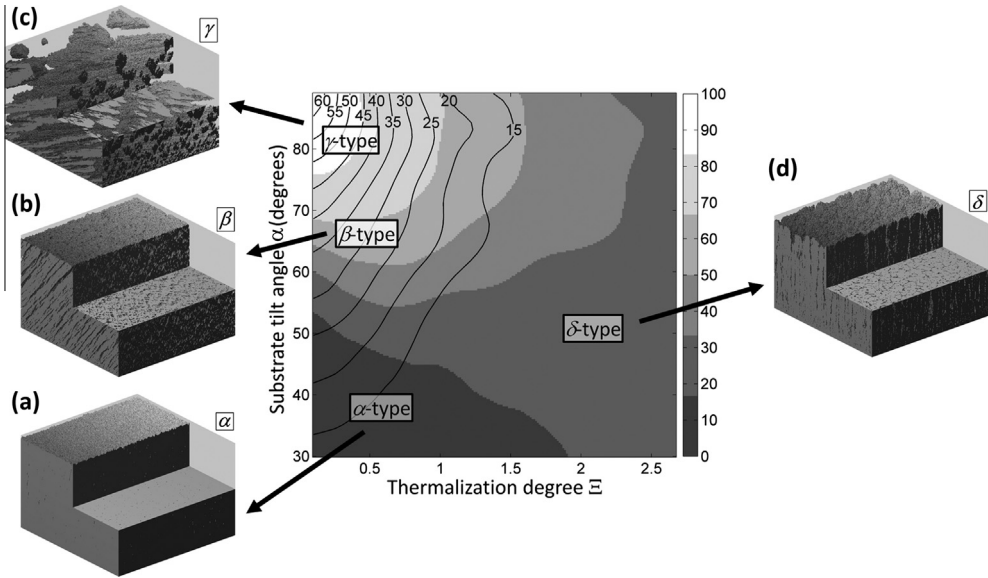 (c)
γ
(b)
β
(a)
α
60 50 40 30 20
55 45 35 25 15
γ-type
β-type
α-type
δ-type
Substrate tilt angle α(degrees)
80
70
60
50
40
30
0.5 1 1.5 2 2.5
Thermalization degree Ξ
100
90
80
70
60
50
40
30
20
10
0
(d)
δ